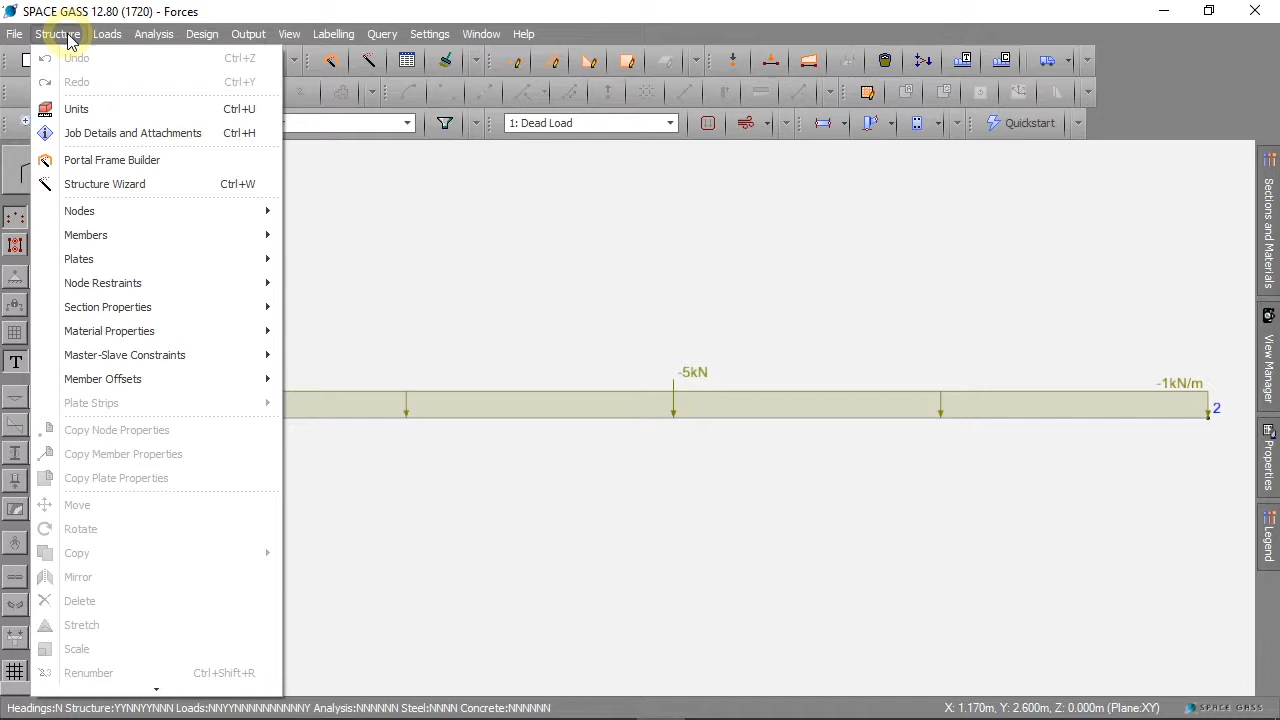 SPACE GASS 12.80 (1720) - Forces
File Structure Loads Analysis Design Output View Labelling Query Settings Window Help
Undo Ctrl+Z
Redo Ctrl+Y
Units Ctrl+U
Job Details and Attachments Ctrl+H
1: Dead Load
Quickstart
Portal Frame Builder
Structure Wizard Ctrl+W
Nodes
Members
Plates
Node Restraints
Section Properties
Material Properties
Master-Slave Constraints
Member Offsets
Plate Strips
Copy Node Properties
Copy Member Properties
Copy Plate Properties
Move
Rotate
Copy
Mirror
Delete
Stretch
Scale
Renumber Ctrl+Shift+R
T
-5kN
-1kN/m
2
Sections and Materials
View Manager
Properties
Legend
Headings:N Structure:YYNNYYNNN Loads:NNYYNNNNNNNNNY Analysis:NNNNNN Steel:NNNN Concrete:NNNNNN
X: 1.170m, Y: 2.600m, Z: 0.000m (Plane:XY)
SPACE GASS